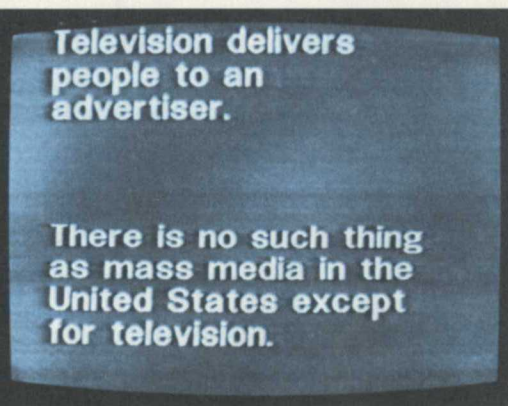 Television delivers
people to an
advertiser.
There is no such thing
as mass media in the
United States except
for television.